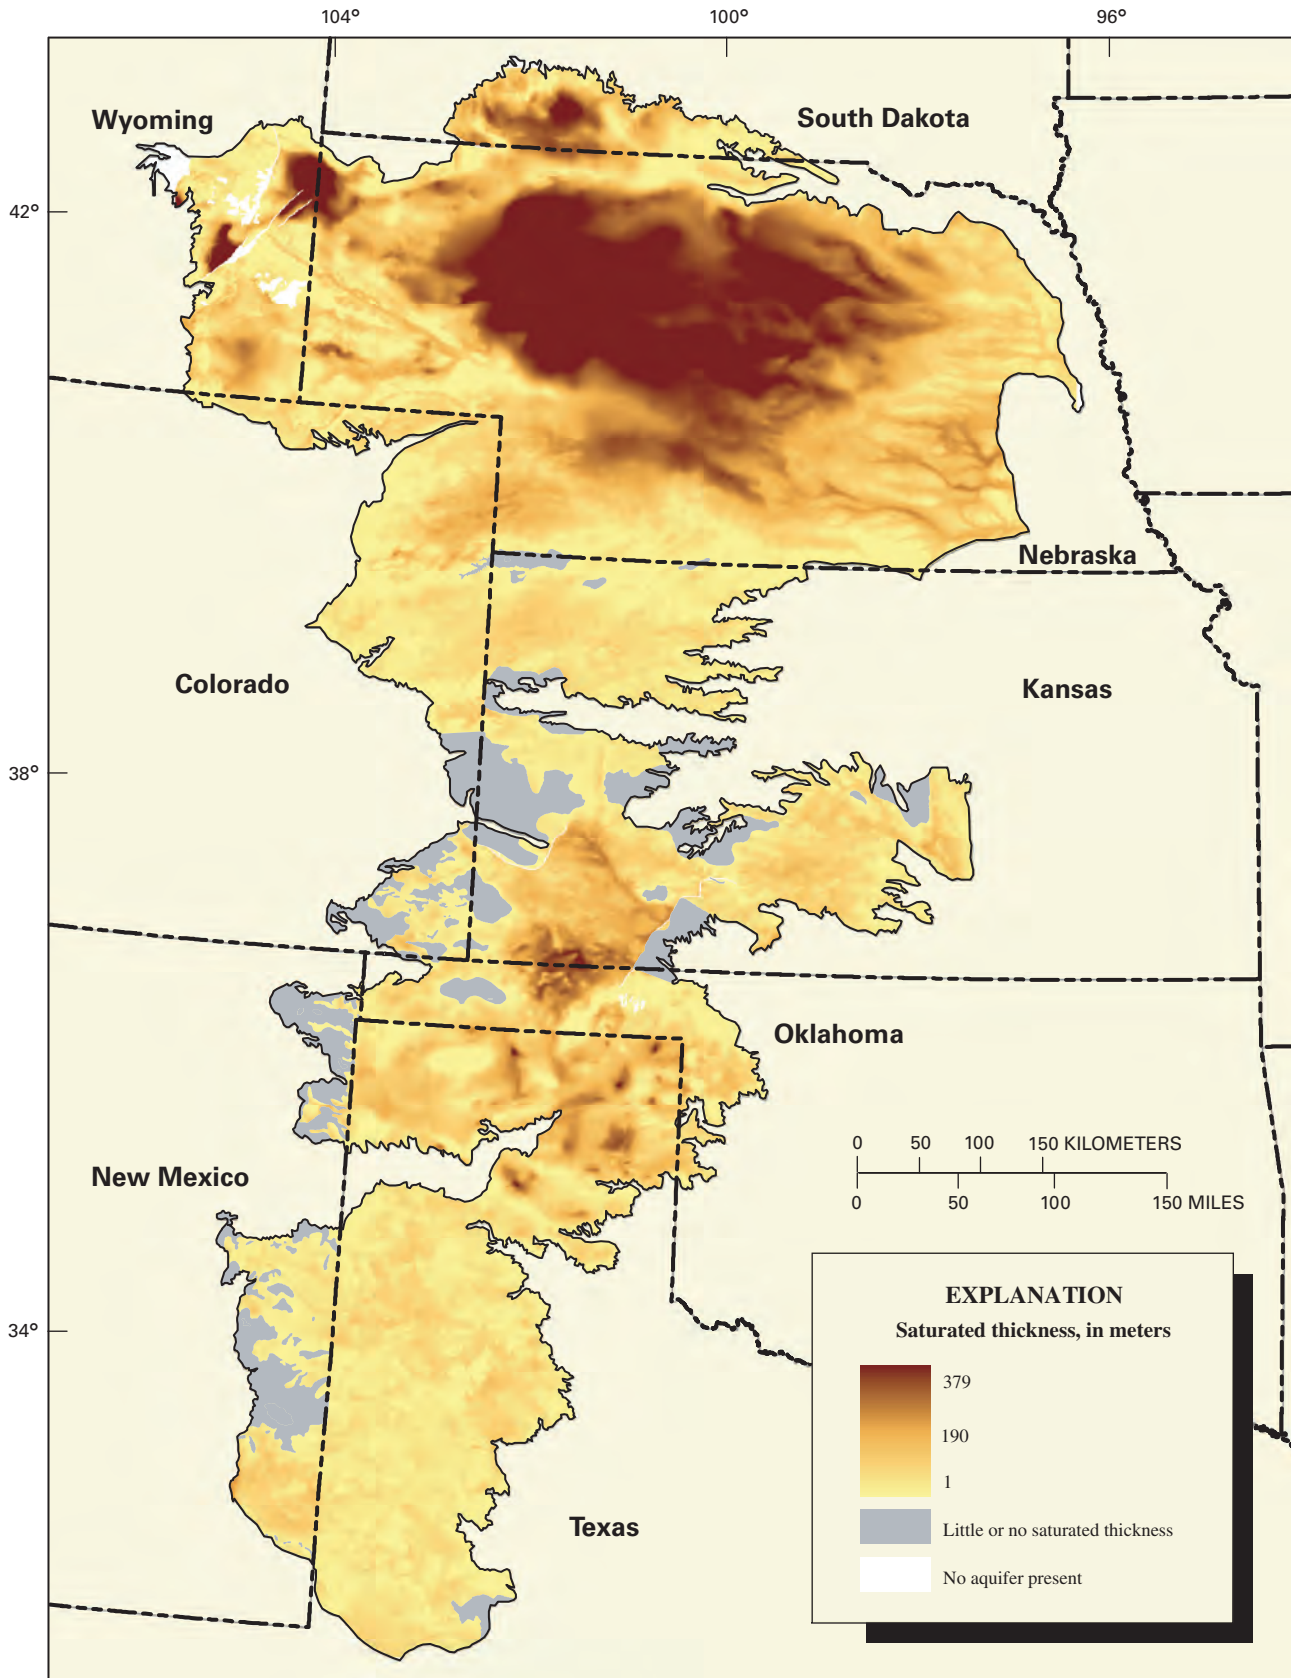 104°
100°
96°
Wyoming
South Dakota
42°
Nebraska
Colorado
Kansas
38°
Oklahoma
0 50 100 150 KILOMETERS
New Mexico
0 50 100 150 MILES
EXPLANATION
Saturated thickness, in meters
34°
379
190
1
Texas
Little or no saturated thickness
No aquifer present